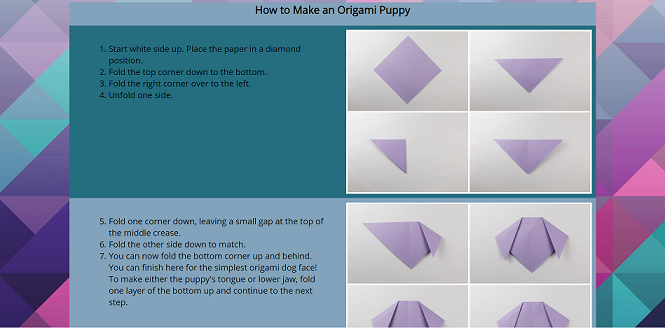 How to Make an Origami Puppy
1. Start white side up. Place the paper in a diamond
position.
2. Fold the top corner down to the bottom.
3. Fold the right corner over to the left.
4. Unfold one side.
5. Fold one corner down, leaving a small gap at the top of
the middle crease.
6. Fold the other side down to match.
7. You can now fold the bottom corner up and behind.
You can finish here for the simplest origami dog face!
To make either the puppy's tongue or lower jaw, fold
one layer of the bottom up and continue to the next
step.